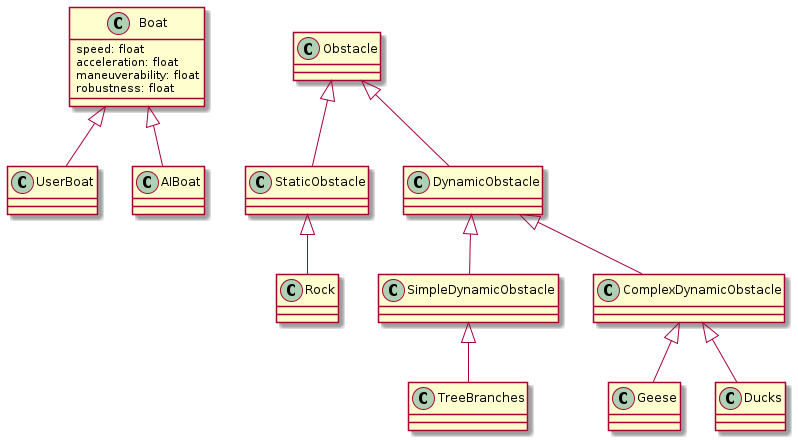 C Boat
speed: float
acceleration: float
maneuverability: float
robustness: float
C Obstacle
C UserBoat
C AIBoat
C StaticObstacle
C DynamicObstacle
C Rock
C SimpleDynamicObstacle
C ComplexDynamicObstacle
C TreeBranches
C Geese
C Ducks